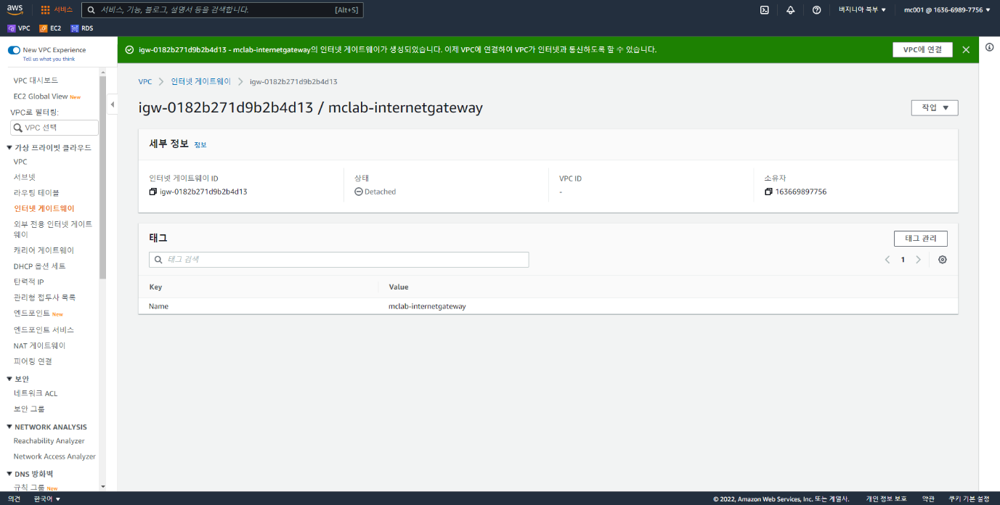 aws 서비스 서비스, 기능, 블로그, 설명서 등을 검색합니다. [Alt+S] 버지니아 북부 ▼ mc001 @ 1636-6989-7756 ▼
VPC EC2 RDS
New VPC Experience
Tell us what you think
igw-0182b271d9b2b4d13 - mclab-internetgateway의 인터넷 게이트웨이가 생성되었습니다. 이제 VPC에 연결하여 VPC가 인터넷과 통신하도록 할 수 있습니다. VPC에 연결
VPC 대시보드
EC2 Global View New
VPC로 필터링:
VPC 선택
가상 프라이빗 클라우드
VPC
서브넷
라우팅 테이블
인터넷 게이트웨이
외부 전용 인터넷 게이트
웨이
캐리어 게이트웨이
DHCP 옵션 세트
탄력적 IP
관리형 접두사 목록
엔드포인트 New
엔드포인트 서비스
NAT 게이트웨이
피어링 연결
보안
네트워크 ACL
보안 그룹
NETWORK ANALYSIS
Reachability Analyzer
Network Access Analyzer
DNS 방화벽
규칙 그룹 New
VPC > 인터넷 게이트웨이 > igw-0182b271d9b2b4d13
igw-0182b271d9b2b4d13 / mclab-internetgateway
작업 ▼
세부 정보 정보
인터넷 게이트웨이 ID
igw-0182b271d9b2b4d13
상태
Detached
VPC ID
-
소유자
163669897756
태그
태그 관리
태그 검색
1
Key Value
Name mclab-internetgateway
의견 한국어 ▼ © 2022, Amazon Web Services, Inc. 또는 계열사. 개인 정보 보호 약관 쿠키 기본 설정